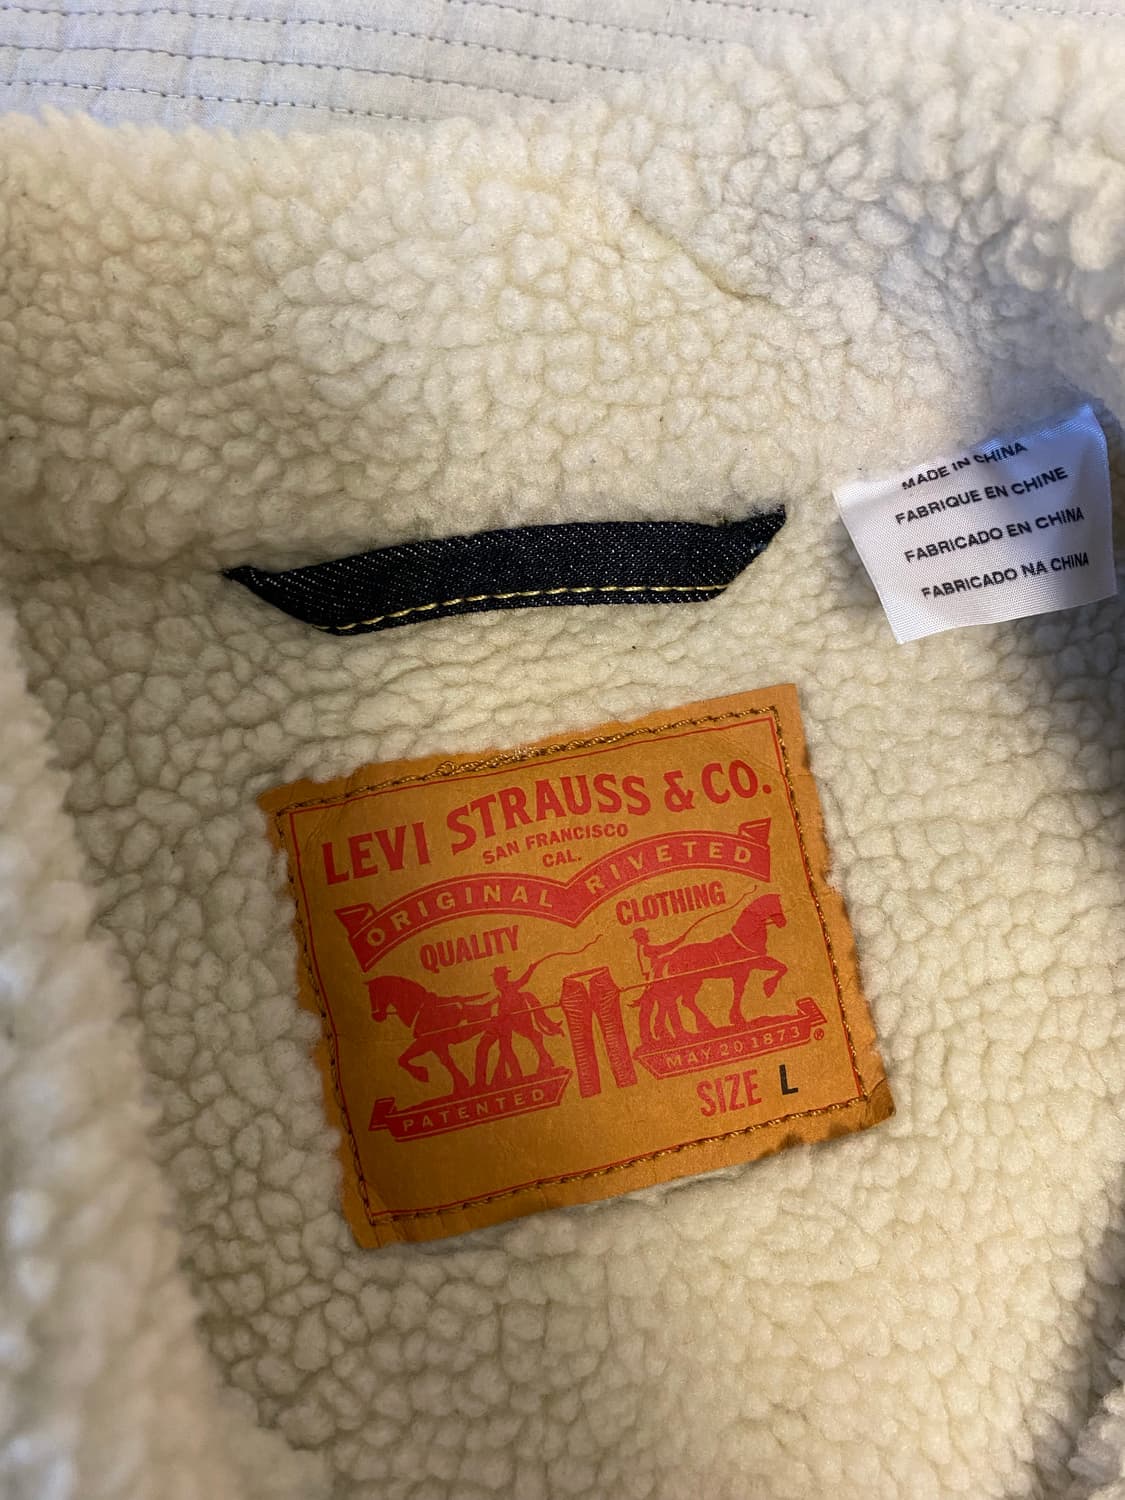 MADE IN CHINA
FABRIQUE EN CHINE
FABRICADO EN CHINA
FABRICADO NA CHINA
LEVI STRAUSS & CO.
SAN FRANCISCO
CAL.
ORIGINAL RIVETED
QUALITY CLOTHING
PATENTED MAY 20 1873 ®
SIZE L